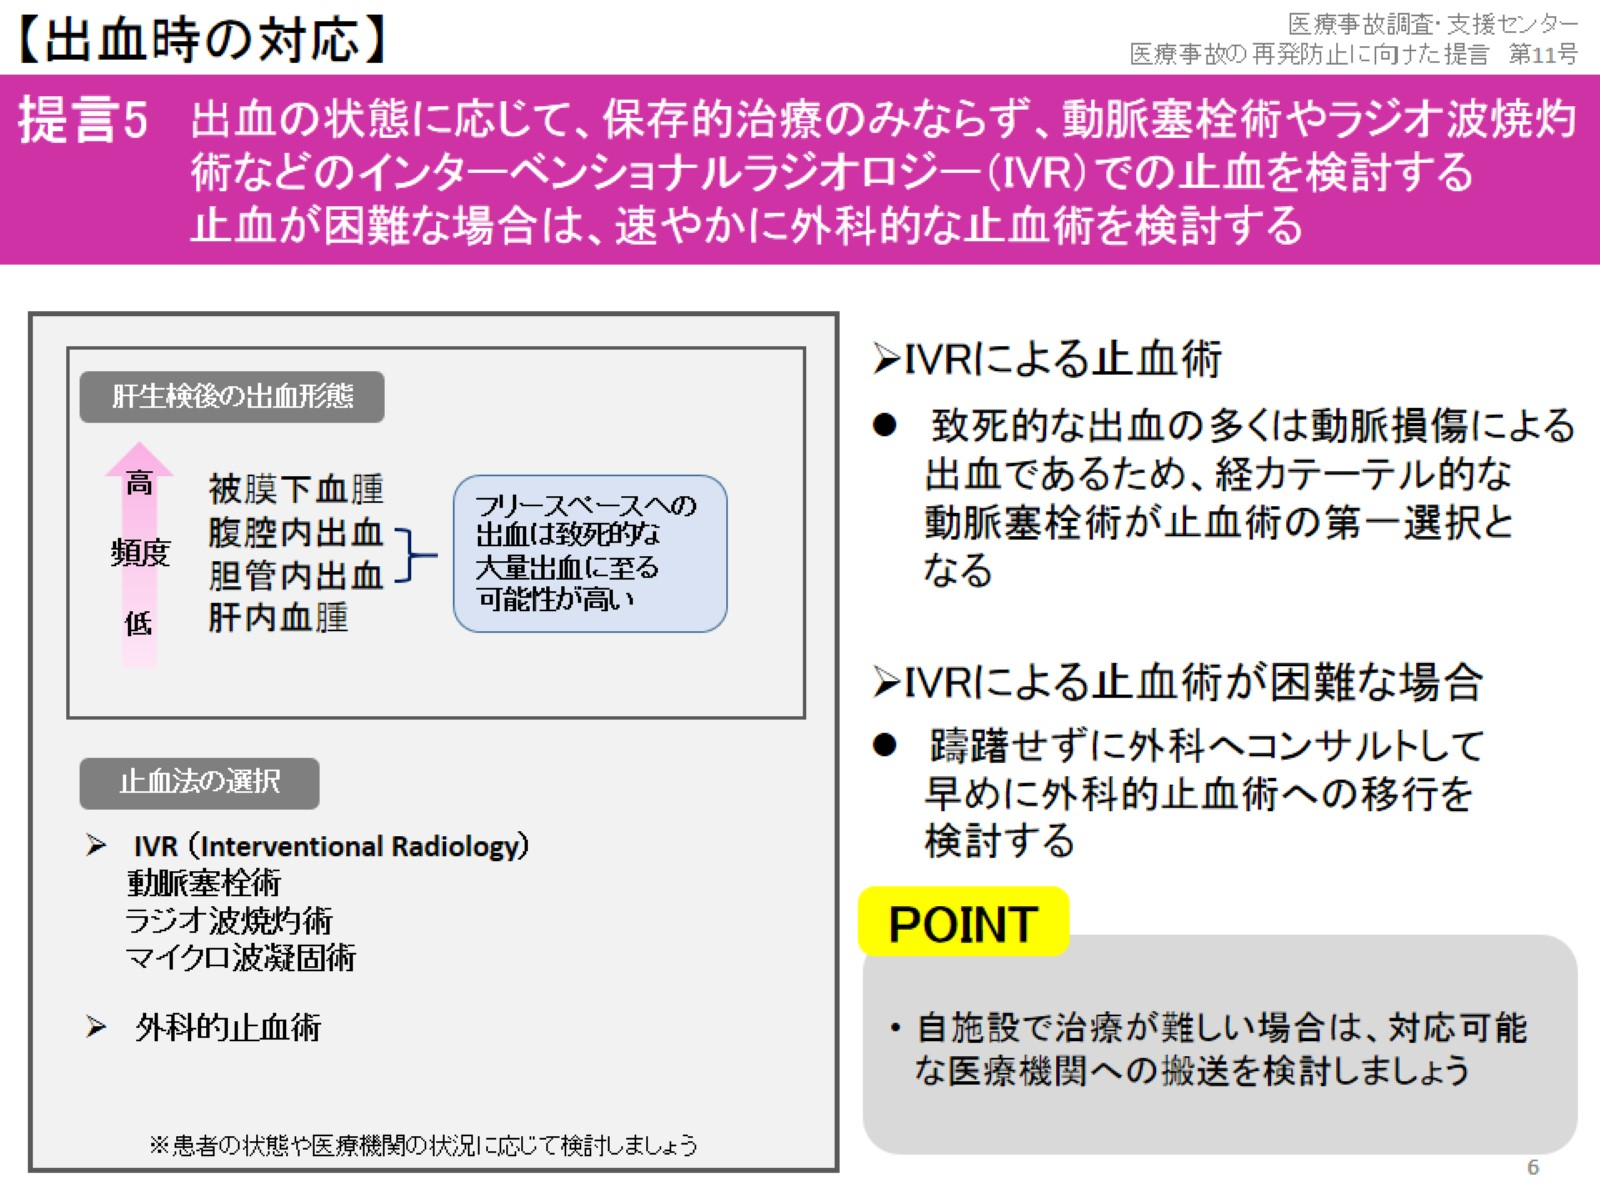 【出血時の対応】
医療事故調査・支援センター
医療事故の再発防止に向けた提言　第11号
提言5　出血の状態に応じて、保存的治療のみならず、動脈塞栓術やラジオ波焼灼
術などのインターベンショナルラジオロジー(IVR)での止血を検討する
止血が困難な場合は、速やかに外科的な止血術を検討する
肝生検後の出血形態
高
頻度
低
被膜下血腫
腹腔内出血
胆管内出血
肝内血腫
フリースペースへの
出血は致死的な
大量出血に至る
可能性が高い
止血法の選択
➢ IVR（Interventional Radiology）
動脈塞栓術
ラジオ波焼灼術
マイクロ波凝固術
➢ 外科的止血術
※患者の状態や医療機関の状況に応じて検討しましょう
➢IVRによる止血術
● 致死的な出血の多くは動脈損傷による
出血であるため、経カテーテル的な
動脈塞栓術が止血術の第一選択と
なる
➢IVRによる止血術が困難な場合
● 躊躇せずに外科へコンサルトして
早めに外科的止血術への移行を
検討する
POINT
・自施設で治療が難しい場合は、対応可能
な医療機関への搬送を検討しましょう
6